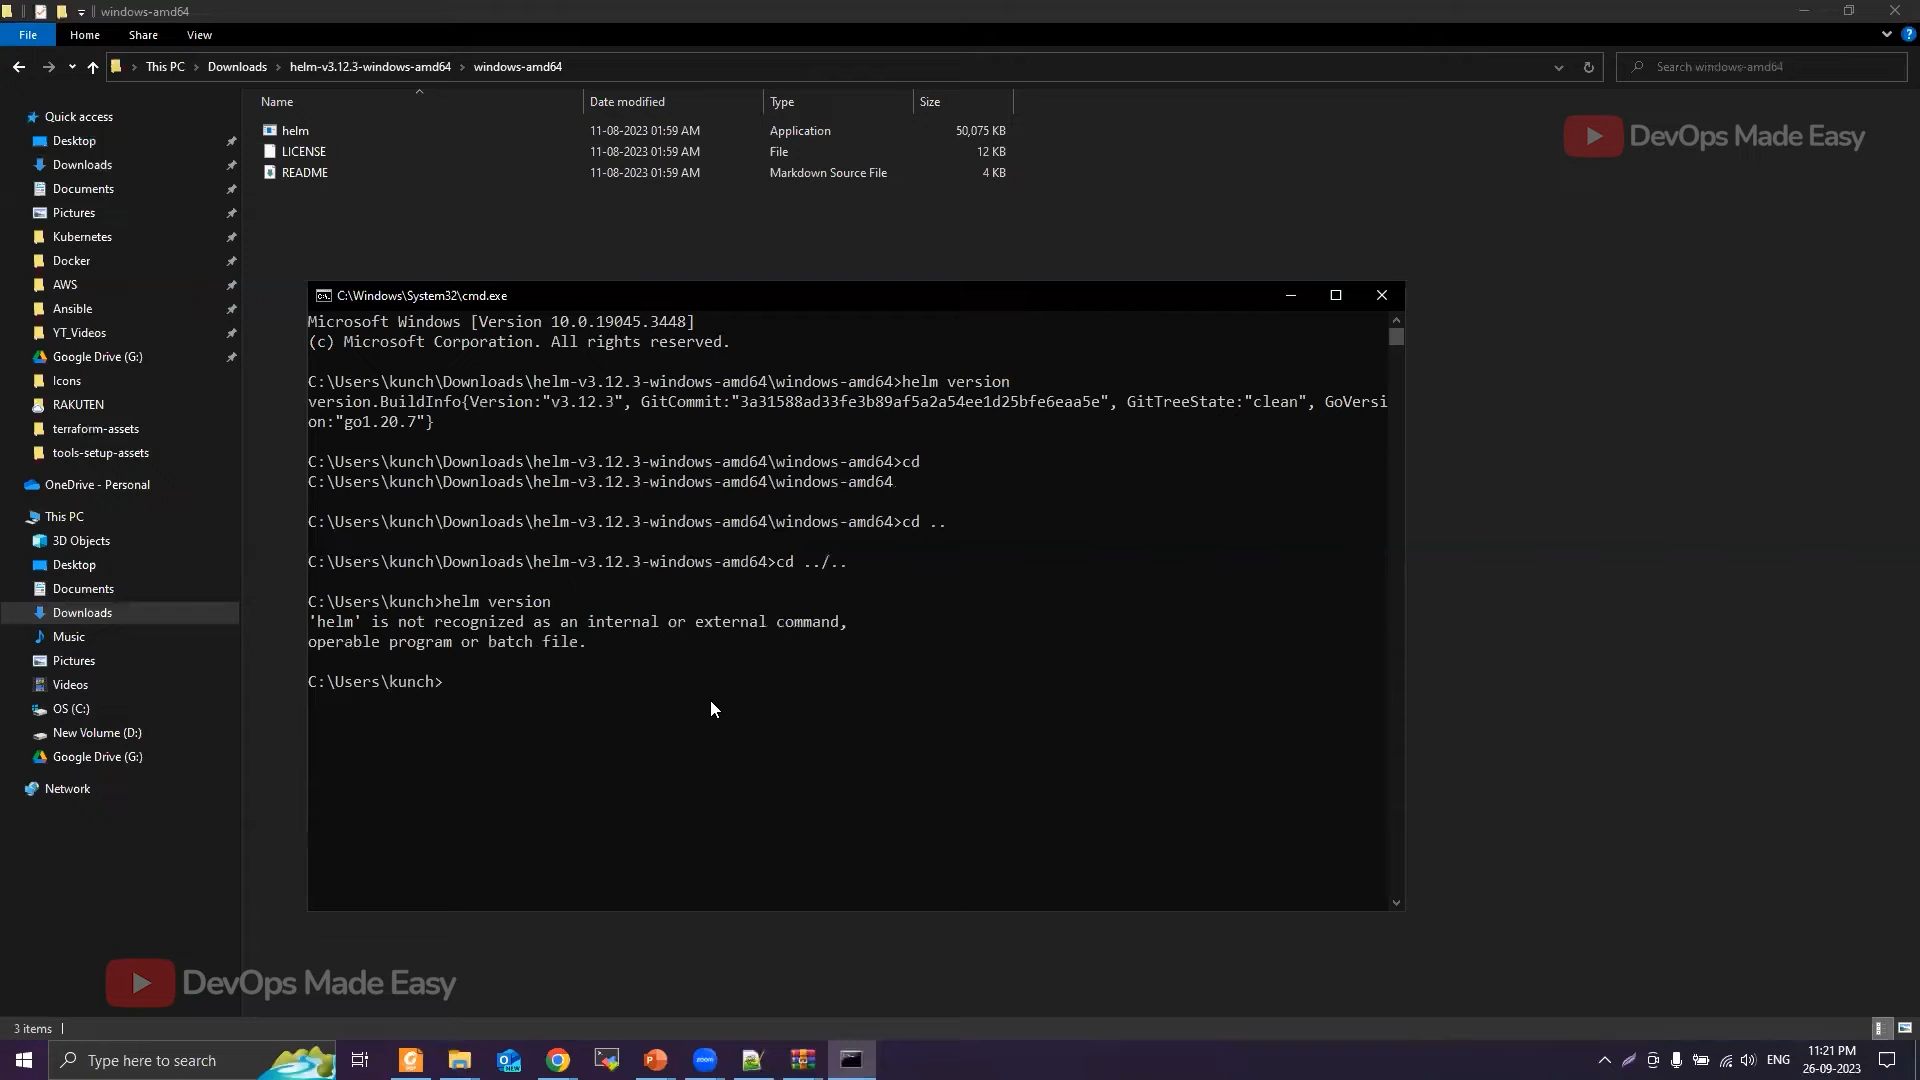 windows-amd64
File Home Share View
This PC Downloads helm-v3.12.3-windows-amd64 windows-amd64 Search windows-amd64
Name Date modified Type Size
helm 11-08-2023 01:59 AM Application 50,075 KB
LICENSE 11-08-2023 01:59 AM File 12 KB
README 11-08-2023 01:59 AM Markdown Source File 4 KB
DevOps Made Easy
Quick access
Desktop
Downloads
Documents
Pictures
Kubernetes
Docker
AWS
Ansible
YT_Videos
Google Drive (G:)
Icons
RAKUTEN
terraform-assets
tools-setup-assets
OneDrive - Personal
This PC
3D Objects
Desktop
Documents
Downloads
Music
Pictures
Videos
OS (C:)
New Volume (D:)
Google Drive (G:)
Network
C:\Windows\System32\cmd.exe
Microsoft Windows [Version 10.0.19045.3448]
(c) Microsoft Corporation. All rights reserved.
C:\Users\kunch\Downloads\helm-v3.12.3-windows-amd64\windows-amd64>helm version
version.BuildInfo{Version:"v3.12.3", GitCommit:"3a31588ad33fe3b89af5a2a54ee1d25bfe6eaa5e", GitTreeState:"clean", GoVersi
on:"go1.20.7"}
C:\Users\kunch\Downloads\helm-v3.12.3-windows-amd64\windows-amd64>cd
C:\Users\kunch\Downloads\helm-v3.12.3-windows-amd64\windows-amd64
C:\Users\kunch\Downloads\helm-v3.12.3-windows-amd64\windows-amd64>cd ..
C:\Users\kunch\Downloads\helm-v3.12.3-windows-amd64>cd ../..
C:\Users\kunch>helm version
'helm' is not recognized as an internal or external command,
operable program or batch file.
C:\Users\kunch>
DevOps Made Easy
3 items
Type here to search
ENG
11:21 PM
26-09-2023